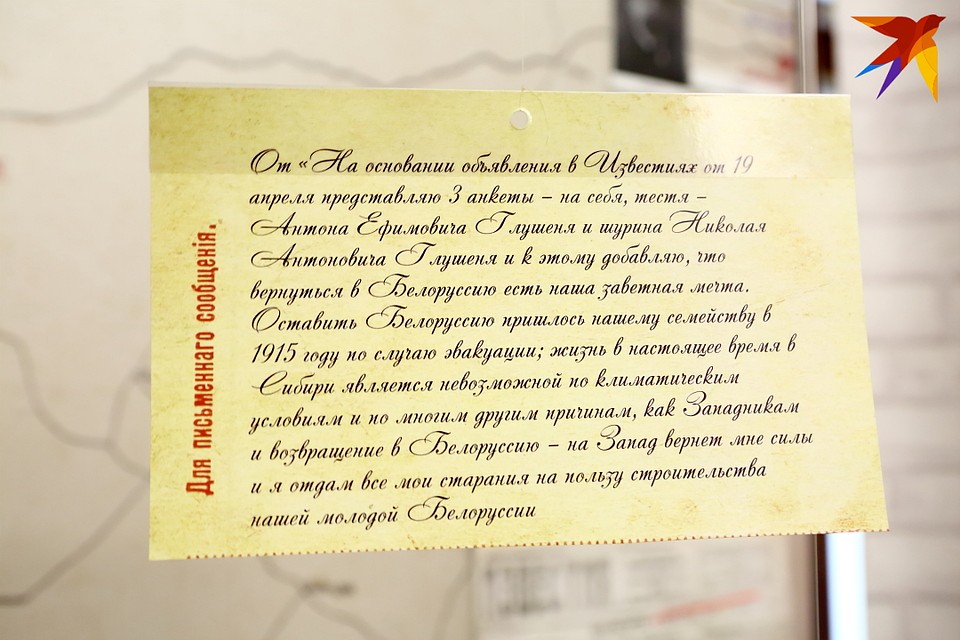 От «На основании объявления в Известиях от 19
апреля представляю 3 анкеты – на себя, тестя –
Антона Ефимовича Глушеня и шурина Николая
Антоновича Глушеня и к этому добавляю, что
вернуться в Белоруссию есть наша заветная мечта.
Оставить Белоруссию пришлось нашему семейству в
1915 году по случаю эвакуации; жизнь в настоящее время в
Сибири является невозможной по климатическим
условиям и по многим другим причинам, как Западникам
и возвращение в Белоруссию – на Запад вернет мне силы
и я отдам все мои старания на пользу строительства
нашей молодой Белоруссии
Для письменнаго сообщенія.